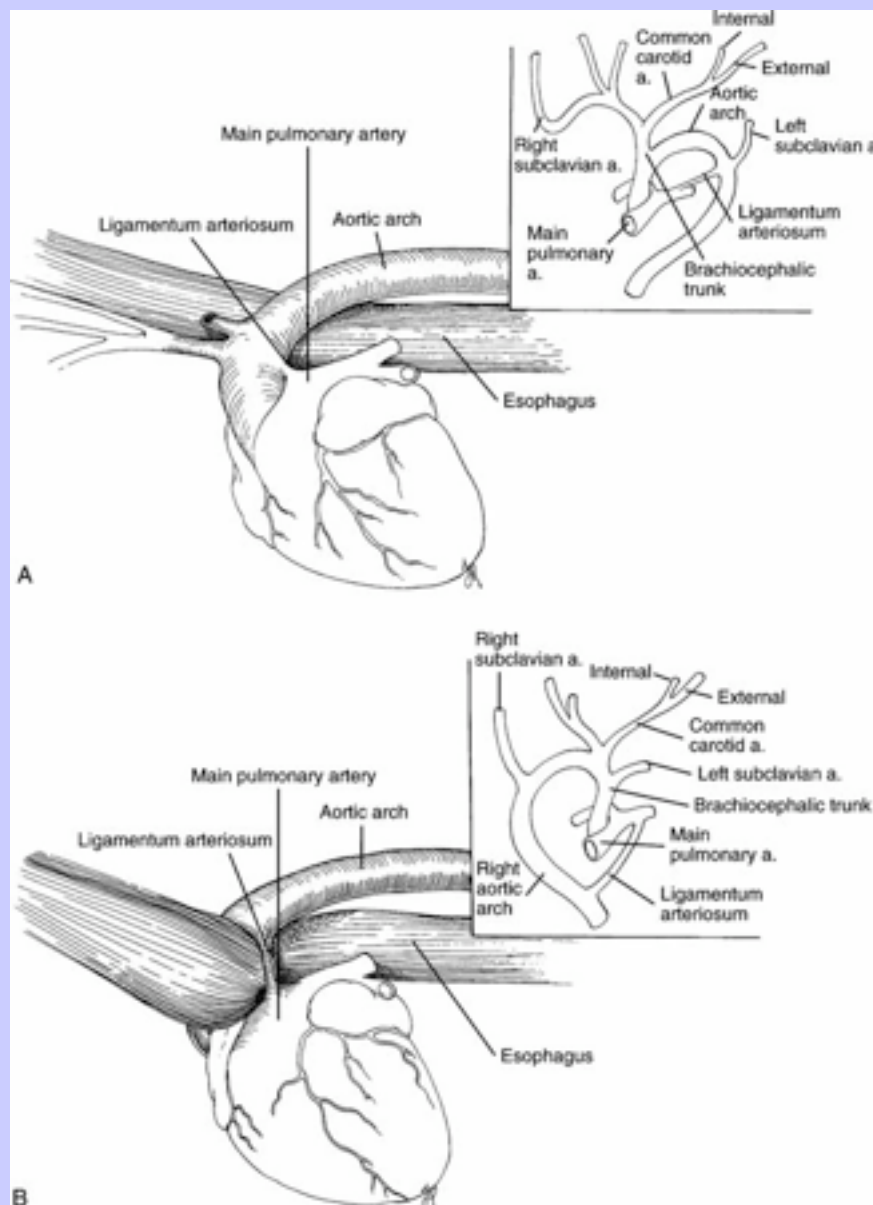 Internal
Common
carotid
a.
External
Aortic
arch
Left
subclavian a
Right
subclavian a.
Main pulmonary artery
Ligamentum arteriosum
Aortic arch
Ligamentum
arteriosum
Main
pulmonary
a.
Brachiocephalic
trunk
Esophagus
A
Right
subclavian a.
Internal
External
Common
carotid a.
Left subclavian a.
Brachiocephalic trunk
Main
pulmonary a.
Right
aortic
arch
Ligamentum
arteriosum
Main pulmonary artery
Aortic arch
Ligamentum arteriosum
Esophagus
B